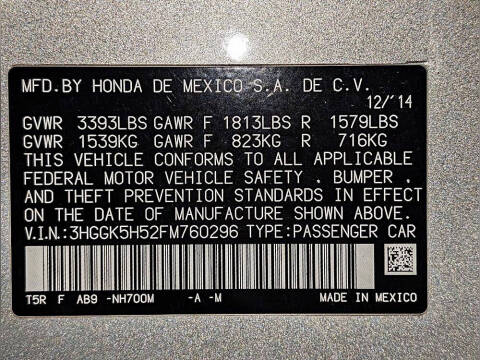 MFD.BY HONDA DE MEXICO S.A. DE C.V.
12/'14
GVWR 3393LBS GAWR F 1813LBS R 1579LBS
GVWR 1539KG GAWR F 823KG R 716KG
THIS VEHICLE CONFORMS TO ALL APPLICABLE
FEDERAL MOTOR VEHICLE SAFETY . BUMPER .
AND THEFT PREVENTION STANDARDS IN EFFECT
ON THE DATE OF MANUFACTURE SHOWN ABOVE.
V.I.N:3HGGK5H52FM760296 TYPE:PASSENGER CAR
T5R F AB9 -NH700M -A -M MADE IN MEXICO